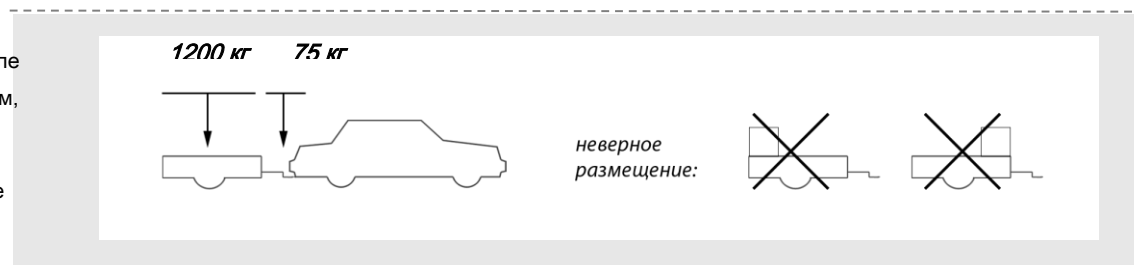 1200 кг 75 кг
м,
е
неверное
размещение: